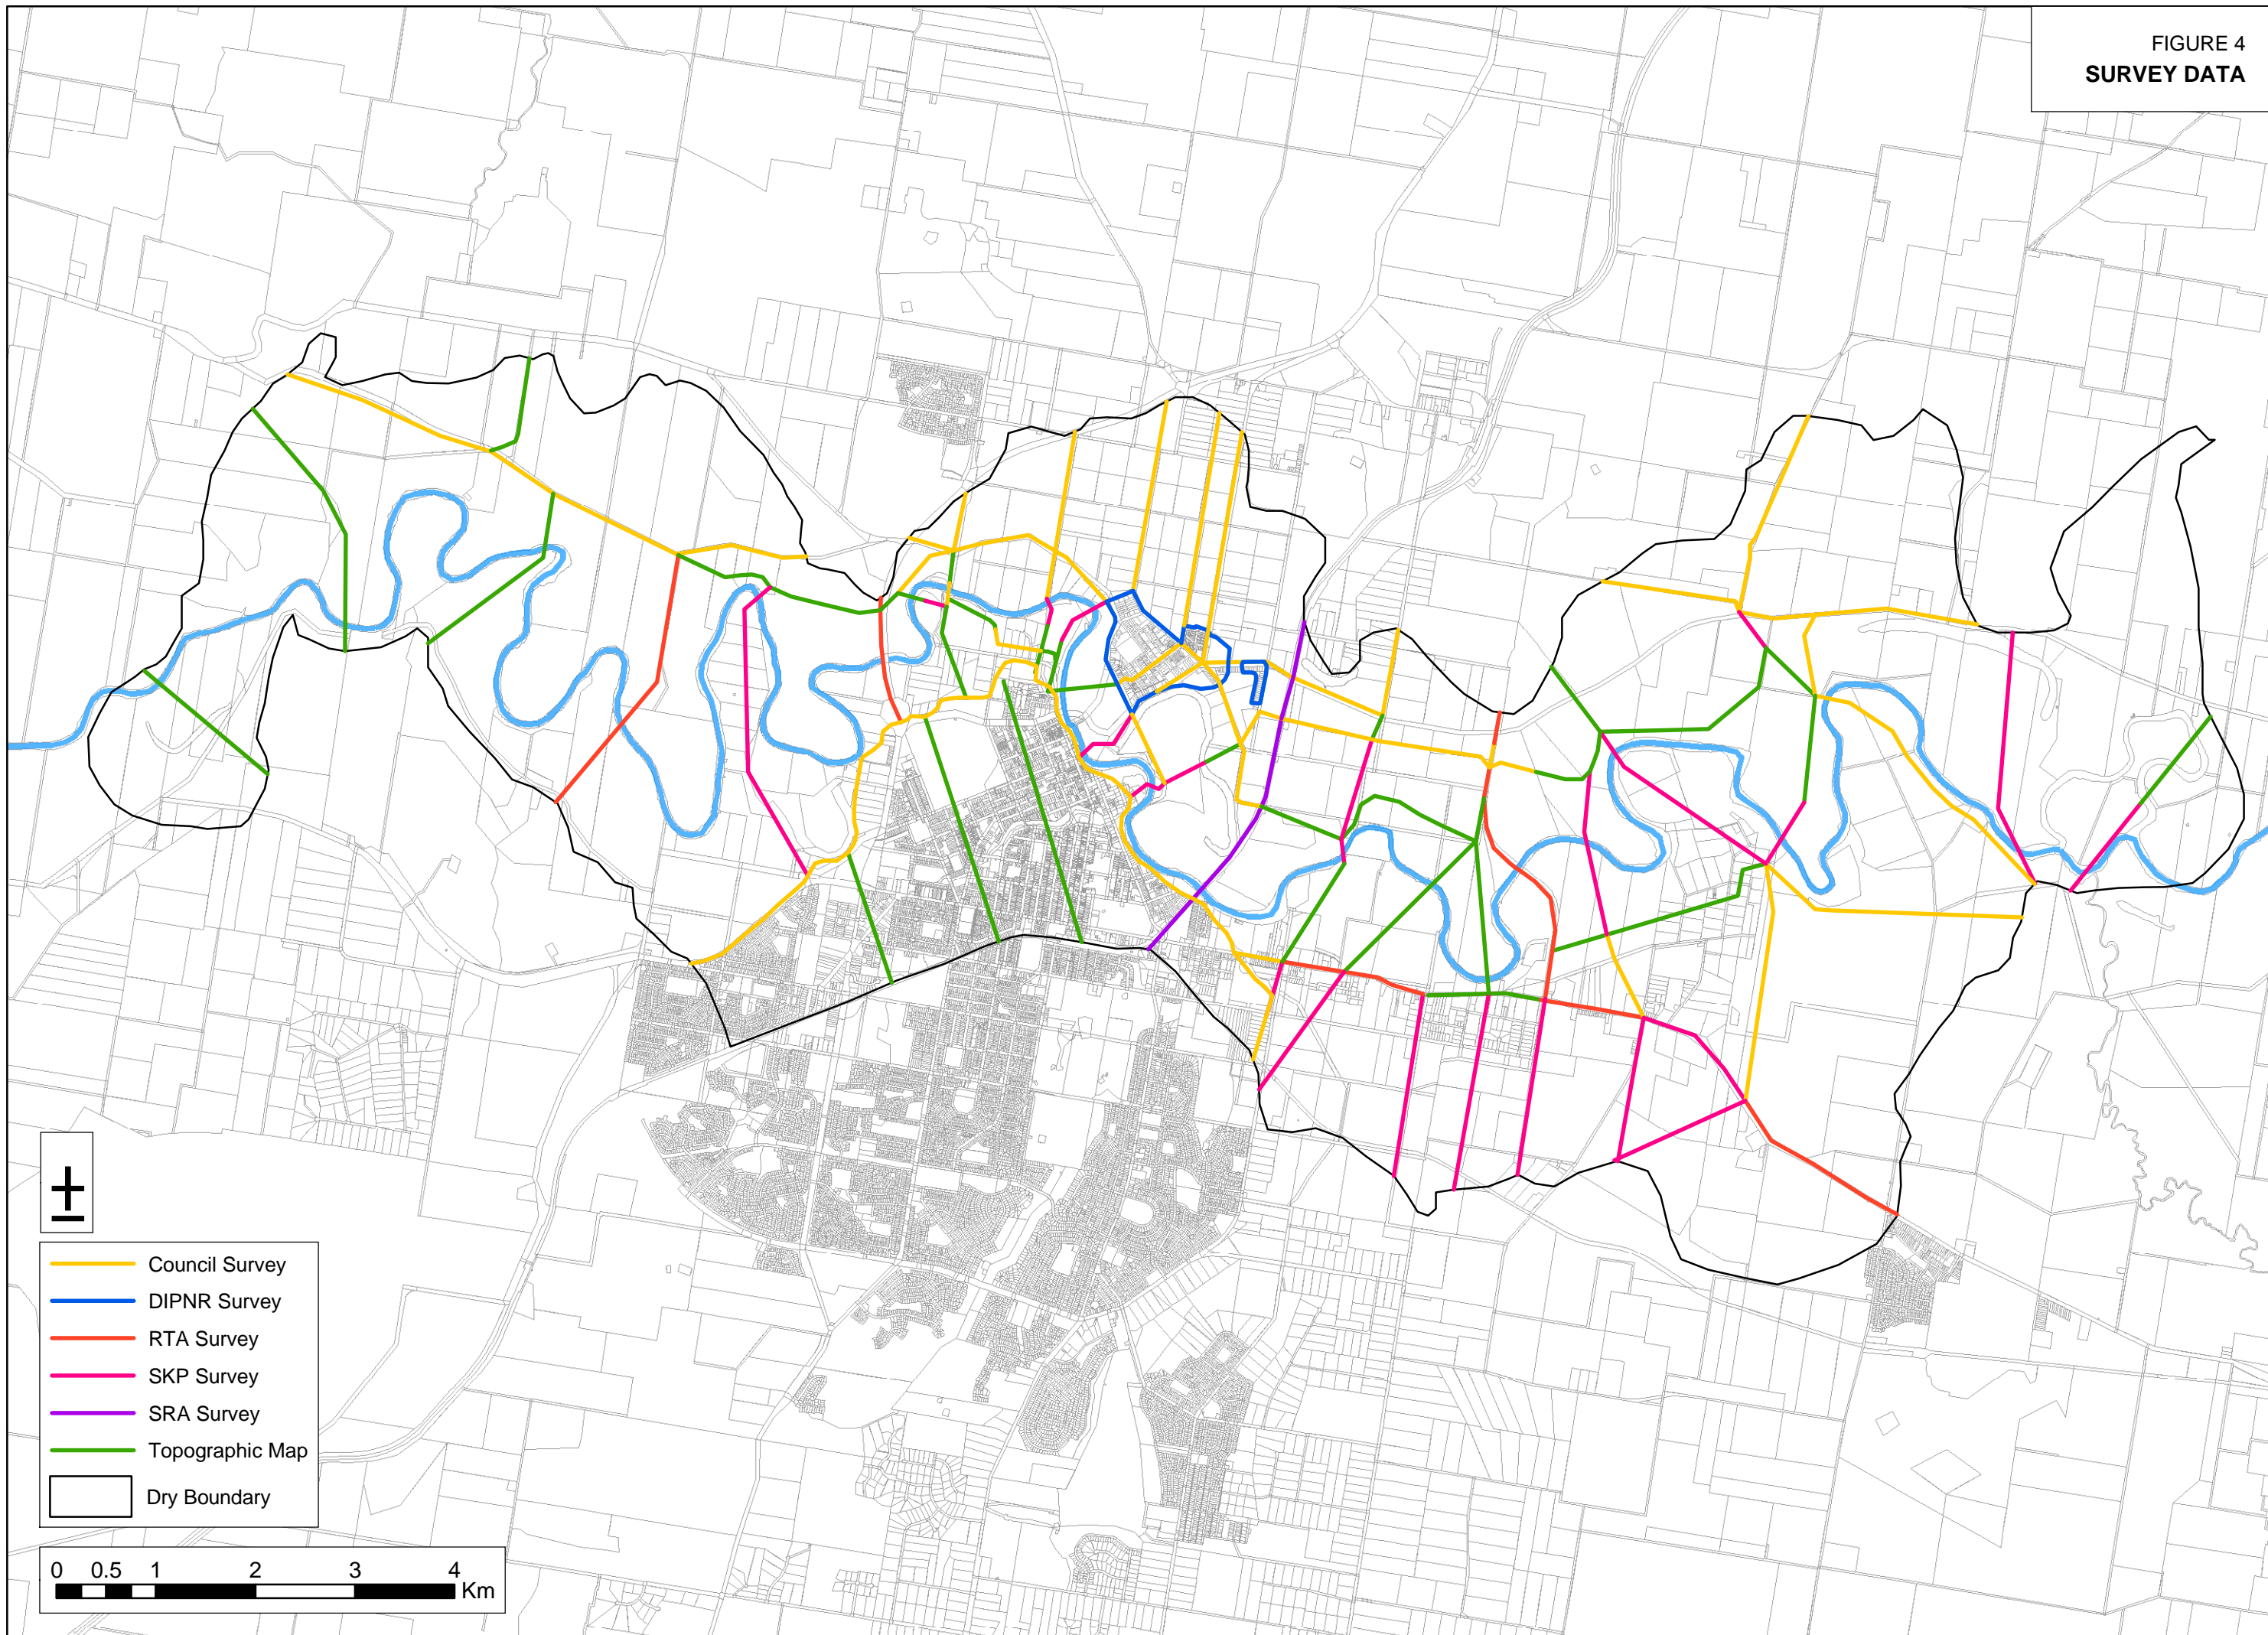 FIGURE 4
SURVEY DATA
Council Survey
DIPNR Survey
RTA Survey
SKP Survey
SRA Survey
Topographic Map
Dry Boundary
0 0.5 1 2 3 4
Km